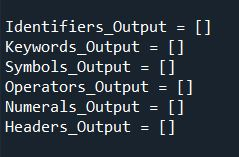 Identifiers_Output = []
Keywords_Output = []
Symbols_Output = []
Operators_Output = []
Numerals_Output = []
Headers_Output = []